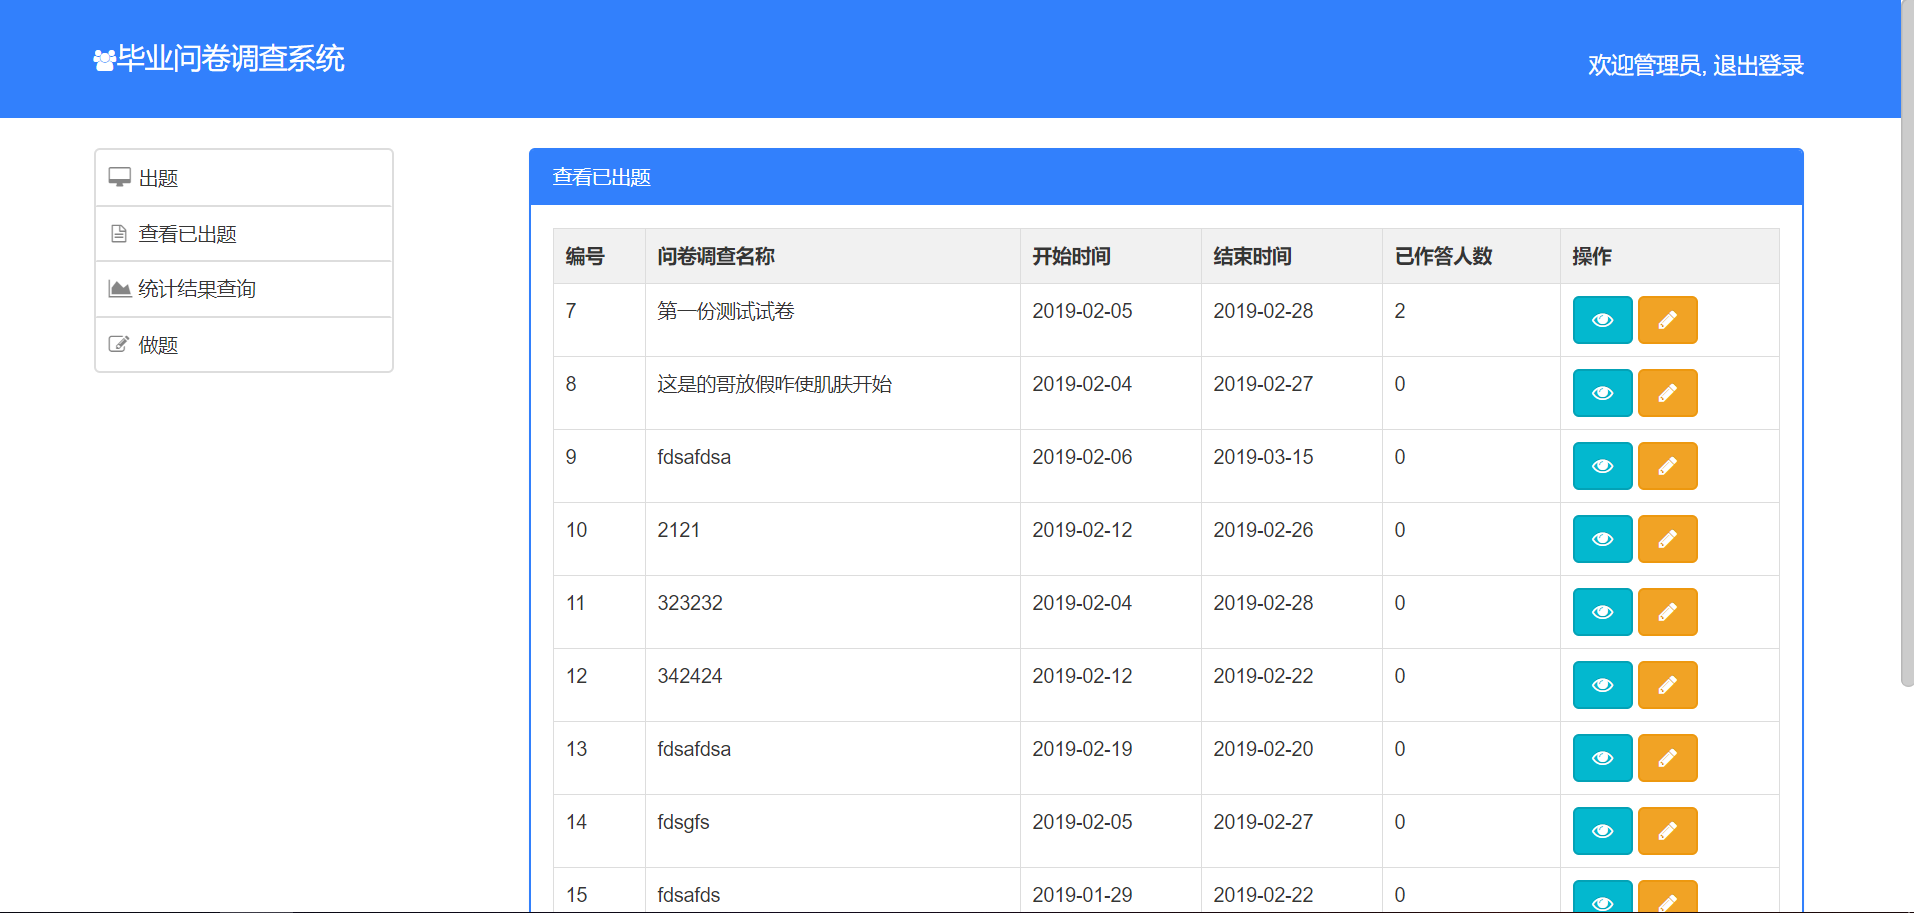 毕业问卷调查系统
欢迎管理员, 退出登录
出题
查看已出题
统计结果查询
做题
查看已出题
编号 问卷调查名称 开始时间 结束时间 已作答人数 操作
7 第一份测试试卷 2019-02-05 2019-02-28 2
8 这是的哥放假咋使肌肤开始 2019-02-04 2019-02-27 0
9 fdsafdsa 2019-02-06 2019-03-15 0
10 2121 2019-02-12 2019-02-26 0
11 323232 2019-02-04 2019-02-28 0
12 342424 2019-02-12 2019-02-22 0
13 fdsafdsa 2019-02-19 2019-02-20 0
14 fdsgfs 2019-02-05 2019-02-27 0
15 fdsafds 2019-01-29 2019-02-22 0